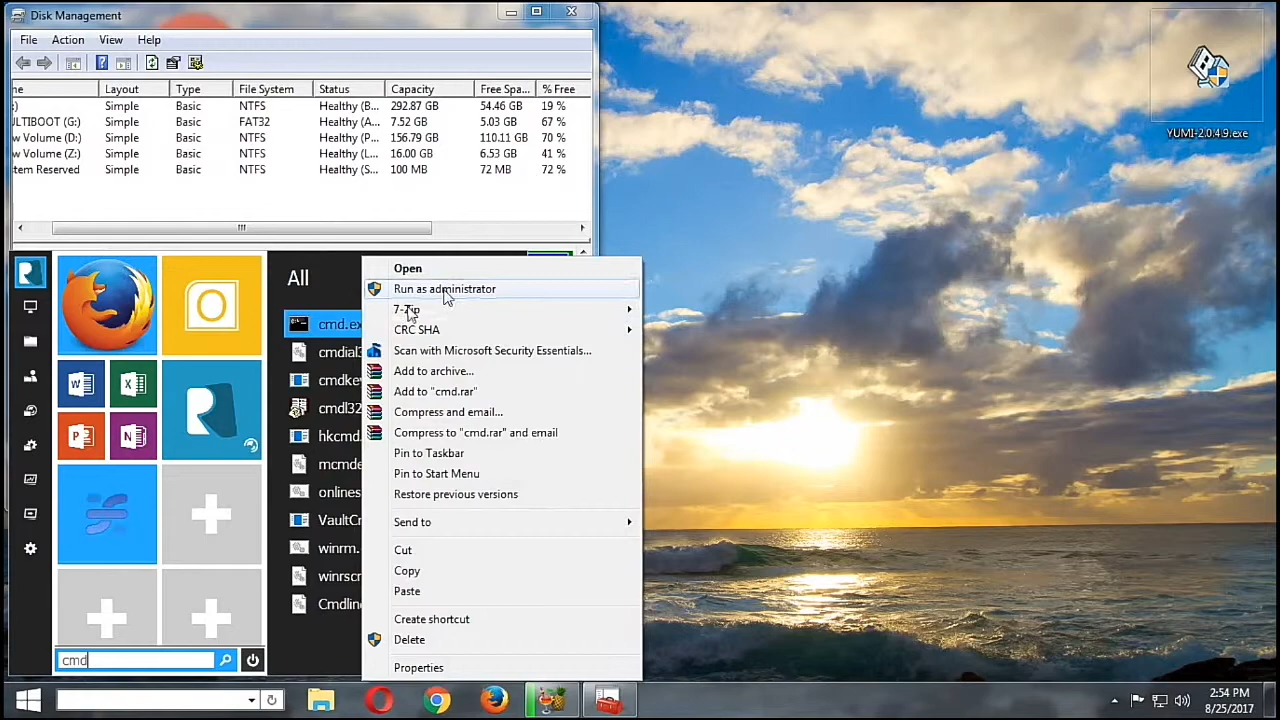 Disk Management
File Action View Help
ne Layout Type File System Status Capacity Free Spa... % Free
:) Simple Basic NTFS Healthy (B... 292.87 GB 54.46 GB 19 %
ULTIBOOT (G:) Simple Basic FAT32 Healthy (A... 7.52 GB 5.03 GB 67 %
w Volume (D:) Simple Basic NTFS Healthy (P... 156.79 GB 110.11 GB 70 %
w Volume (Z:) Simple Basic NTFS Healthy (L... 16.00 GB 6.53 GB 41 %
tem Reserved Simple Basic NTFS Healthy (S... 100 MB 72 MB 72 %
YUMI-2.0.4.9.exe
All
cmd.ex
cmdial3
cmdkey
cmdl32
hkcmd.
mcmde
onlines
VaultCr
winrm.
winrscr
Cmdline
Open
Run as administrator
7-Zip
CRC SHA
Scan with Microsoft Security Essentials...
Add to archive...
Add to "cmd.rar"
Compress and email...
Compress to "cmd.rar" and email
Pin to Taskbar
Pin to Start Menu
Restore previous versions
Send to
Cut
Copy
Paste
Create shortcut
Delete
Properties
cmd
2:54 PM
8/25/2017